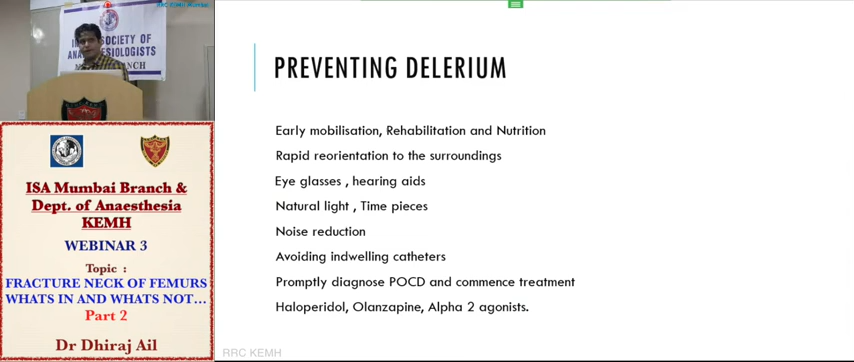 RRC KEMH Mumbai
SOCIETY OF
PREVENTING DELERIUM
Early mobilisation, Rehabilitation and Nutrition
Rapid reorientation to the surroundings
Eye glasses , hearing aids
Natural light , Time pieces
Noise reduction
Avoiding indwelling catheters
Promptly diagnose POCD and commence treatment
Haloperidol, Olanzapine, Alpha 2 agonists.
RRC KEMH
ISA Mumbai Branch &
Dept. of Anaesthesia
KEMH
WEBINAR 3
Topic :
FRACTURE NECK OF FEMURS
WHATS IN AND WHATS NOT...
Part 2
Dr Dhiraj Ail